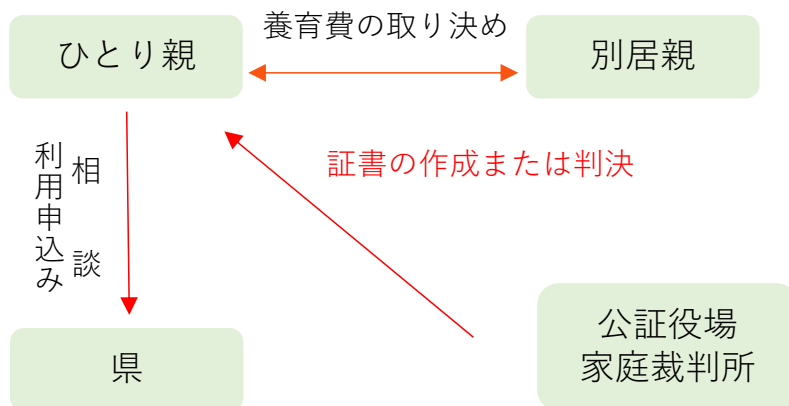 養育費の取り決め
ひとり親
別居親
証書の作成または判決
相談
利用申込み
公証役場
家庭裁判所
県